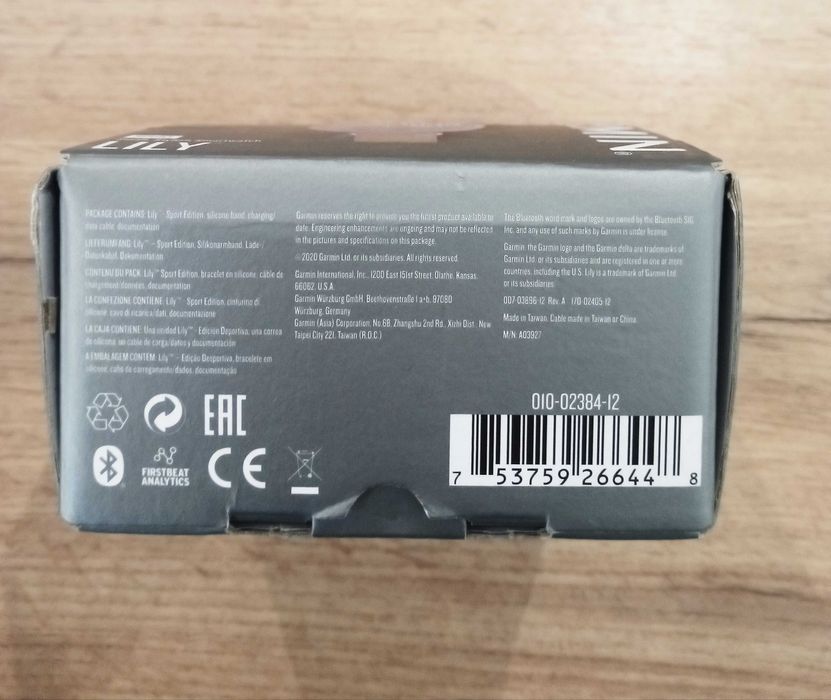 LILY
MIN®
PACKAGE CONTAINS: Lily™ – Sport Edition, silicone band, charging/
data cable, documentation
LIEFERUMFANG: Lily™ – Sport Edition, Silikonarmband, Lade-/
Datenkabel, Dokumentation
CONTENU DU PACK: Lily™ Sport Edition, bracelet en silicone, câble de
chargement/données, documentation
LA CONFEZIONE CONTIENE: Lily™ Sport Edition, cinturino di
silicone, cavo di ricarica/dati, documentazione
LA CAJA CONTIENE: Una unidad Lily™ – Edición Deportiva, una correa
de silicona, un cable de carga/datos y documentación
A EMBALAGEM CONTÉM: Lily™ – Edição Desportiva, bracelete em
silicone, cabo de carregamento/dados, documentação
Garmin reserves the right to provide you the finest product available to
date. Engineering enhancements are ongoing and may not be reflected
in the pictures and specifications on this package.
©2020 Garmin Ltd. or its subsidiaries. All rights reserved.
Garmin International, Inc., 1200 East 151st Street, Olathe, Kansas,
66062, U.S.A.
Garmin Würzburg GmbH, Beethovenstraße 1 a+b, 97080
Würzburg, Germany
Garmin (Asia) Corporation, No.68, Zhangshu 2nd Rd., Xizhi Dist., New
Taipei City 221, Taiwan (R.O.C.)
The Bluetooth word mark and logos are owned by the Bluetooth SIG,
Inc. and any use of such marks by Garmin is under license.
Garmin, the Garmin logo and the Garmin delta are trademarks of
Garmin Ltd. or its subsidiaries and are registered in one or more
countries, including the U.S. Lily is a trademark of Garmin Ltd.
or its subsidiaries.
007-03696-12 Rev. A 170-02405-12
Made in Taiwan. Cable made in Taiwan or China.
M/N: A03927
EAC
FIRSTBEAT
ANALYTICS
CE
010-02384-12
7 53759 26644 8